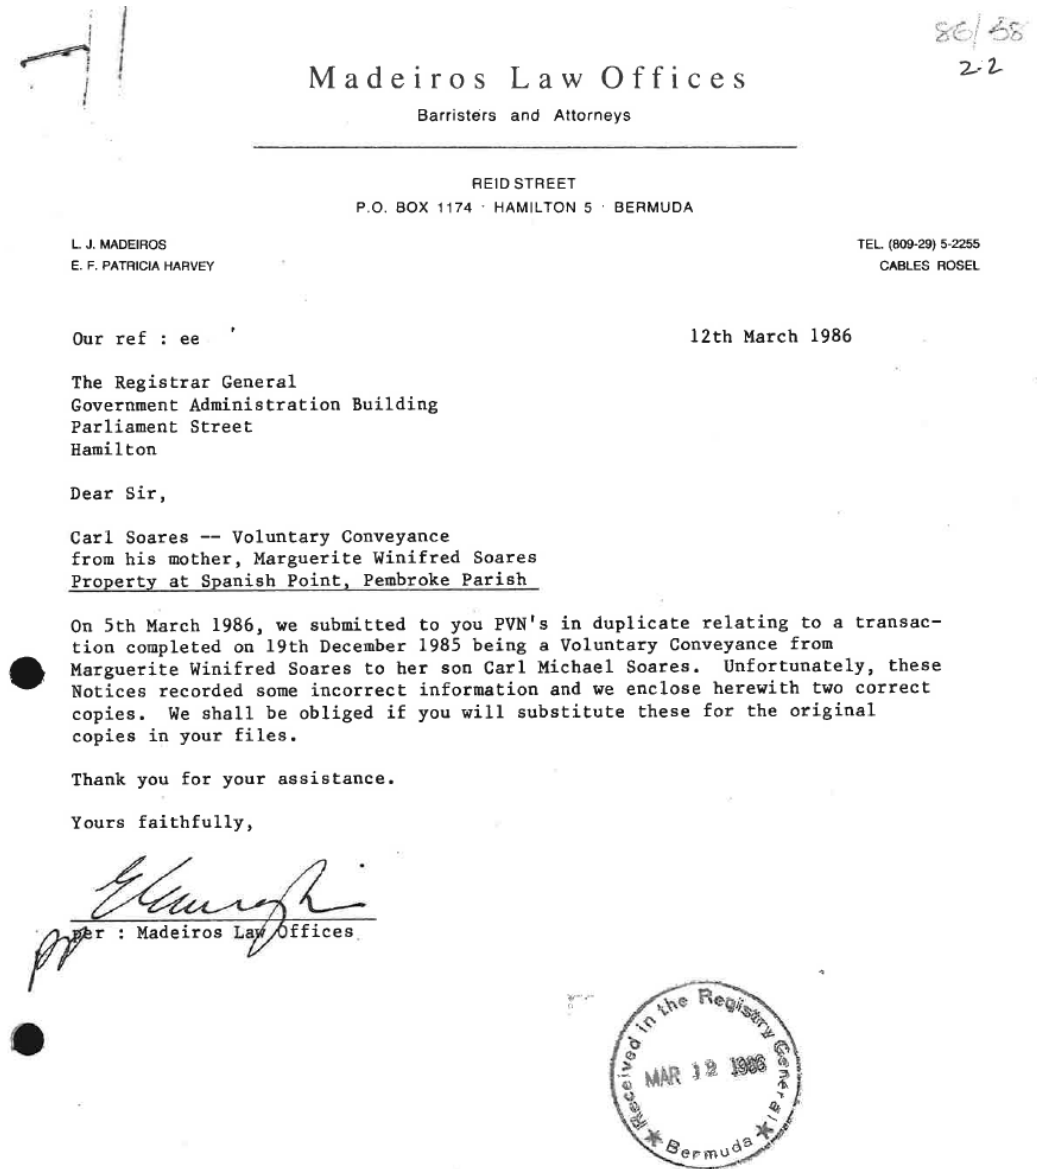 86/58
2.2
Madeiros Law Offices
Barristers and Attorneys
REID STREET
P.O. BOX 1174 · HAMILTON 5 · BERMUDA
L. J. MADEIROS
E. F. PATRICIA HARVEY
TEL. (809-29) 5-2255
CABLES ROSEL
Our ref : ee
12th March 1986
The Registrar General
Government Administration Building
Parliament Street
Hamilton
Dear Sir,
Carl Soares -- Voluntary Conveyance
from his mother, Marguerite Winifred Soares
Property at Spanish Point, Pembroke Parish
On 5th March 1986, we submitted to you PVN's in duplicate relating to a transac-
tion completed on 19th December 1985 being a Voluntary Conveyance from
Marguerite Winifred Soares to her son Carl Michael Soares. Unfortunately, these
Notices recorded some incorrect information and we enclose herewith two correct
copies. We shall be obliged if you will substitute these for the original
copies in your files.
Thank you for your assistance.
Yours faithfully,
pp
per : Madeiros Law Offices
Received in the Registry General
MAR 12 1986
Bermuda